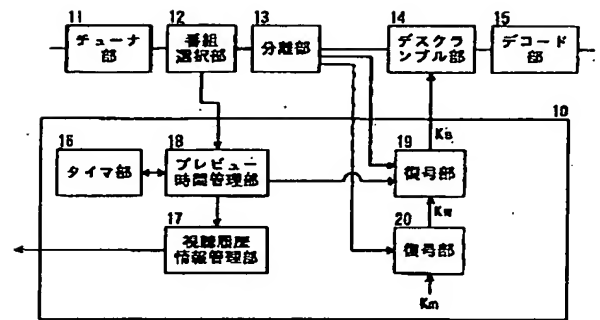 11
チューナ
部
12
番組
選択部
13
分離部
14
デスクラ
ンブル部
15
デコード
部
10
16
タイマ部
18
プレビュー
時間管理部
17
視聴履歴
情報管理部
Ks
19
復号部
Kw
20
復号部
Km